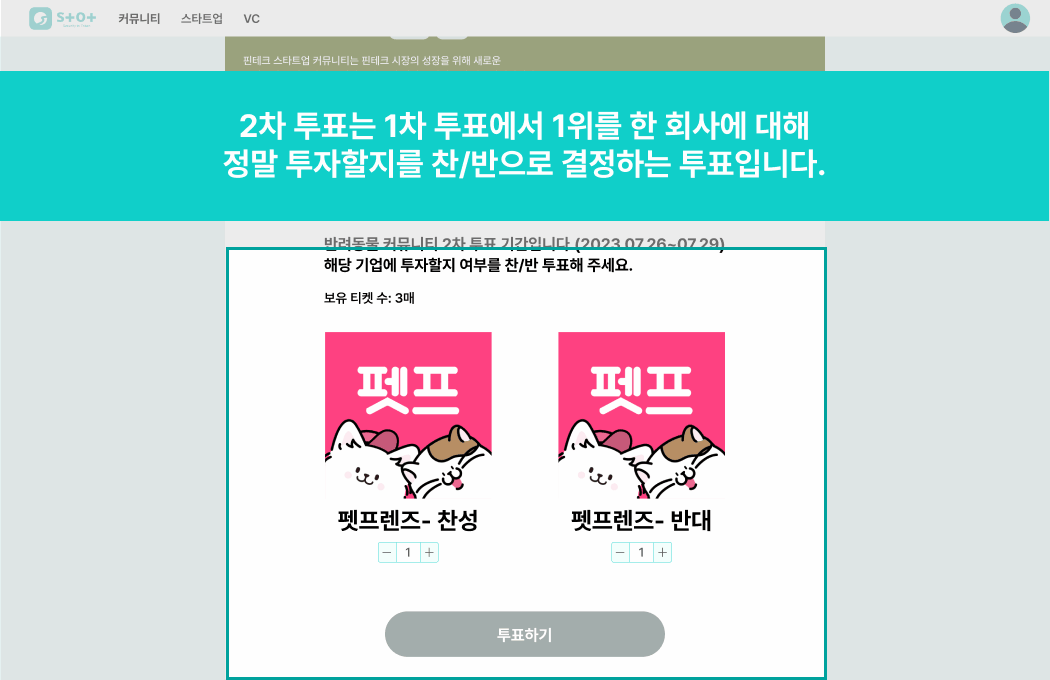 S+O+
커뮤니티
스타트업
VC
핀테크 스타트업 커뮤니티는 핀테크 시장의 성장을 위해 새로운
2차 투표는 1차 투표에서 1위를 한 회사에 대해
정말 투자할지를 찬/반으로 결정하는 투표입니다.
반려동물 커뮤니티 2차 투표 기간입니다 (2023.07.26~07.29)
해당 기업에 투자할지 여부를 찬/반 투표해 주세요.
보유 티켓 수: 3매
펫프
펫프
펫프렌즈- 찬성
펫프렌즈- 반대
− 1 +
− 1 +
투표하기